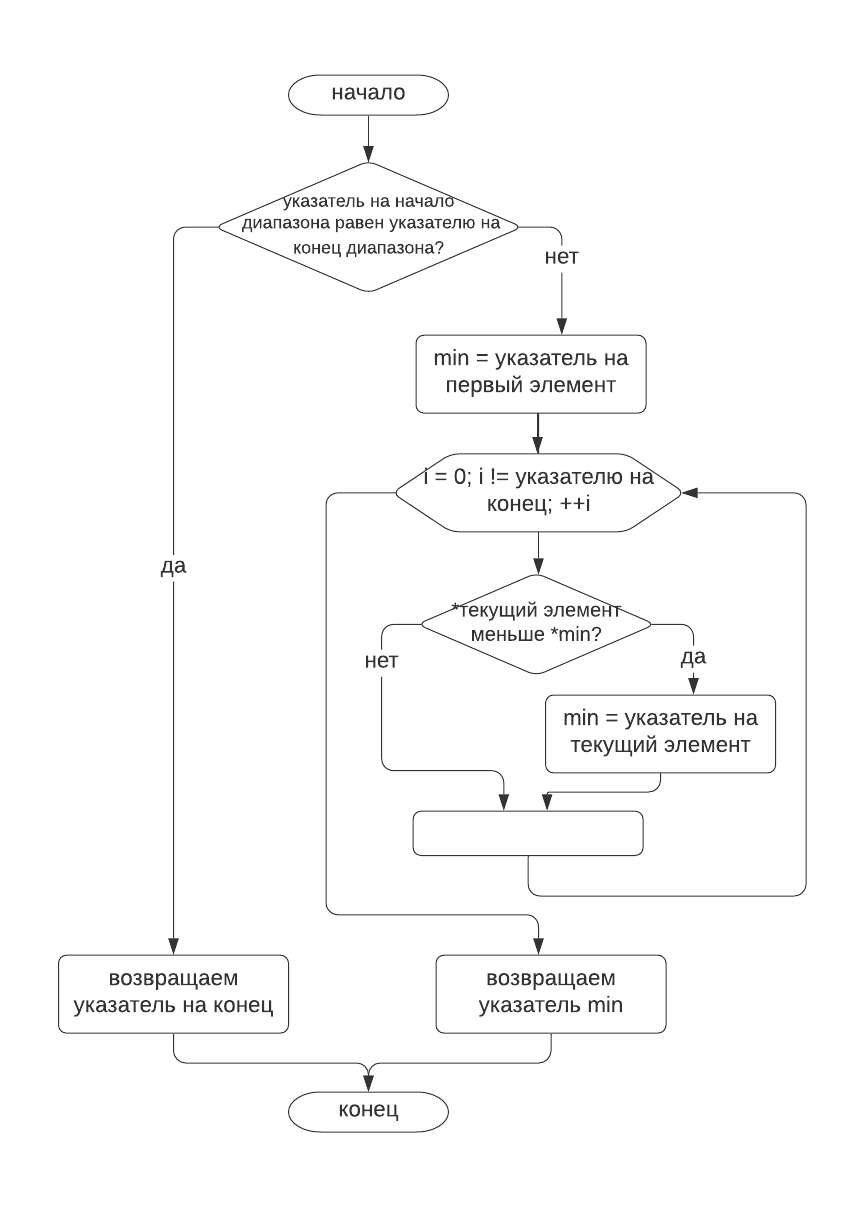 начало
указатель на начало
диапазона равен указателю на
конец диапазона?
нет
min = указатель на
первый элемент
i = 0; i != указателю на
конец; ++i
да
*текущий элемент
меньше *min?
нет
да
min = указатель на
текущий элемент
возвращаем
указатель на конец
возвращаем
указатель min
конец